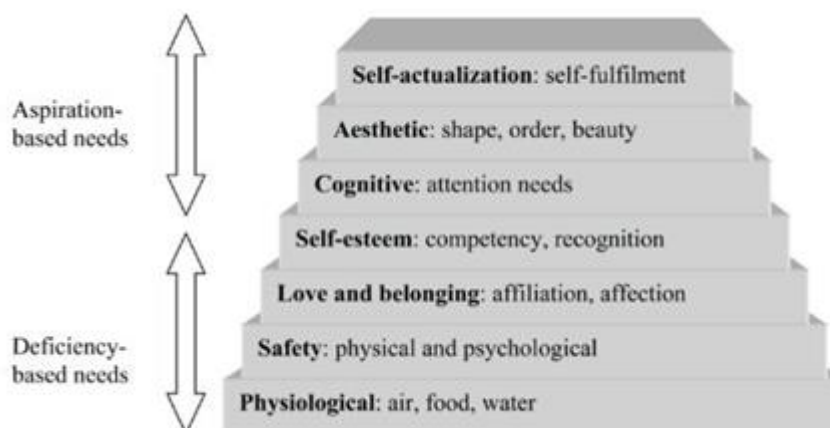 Self-actualization: self-fulfilment
Aspiration-
based needs
Aesthetic: shape, order, beauty
Cognitive: attention needs
Self-esteem: competency, recognition
Love and belonging: affiliation, affection
Deficiency-
based needs
Safety: physical and psychological
Physiological: air, food, water